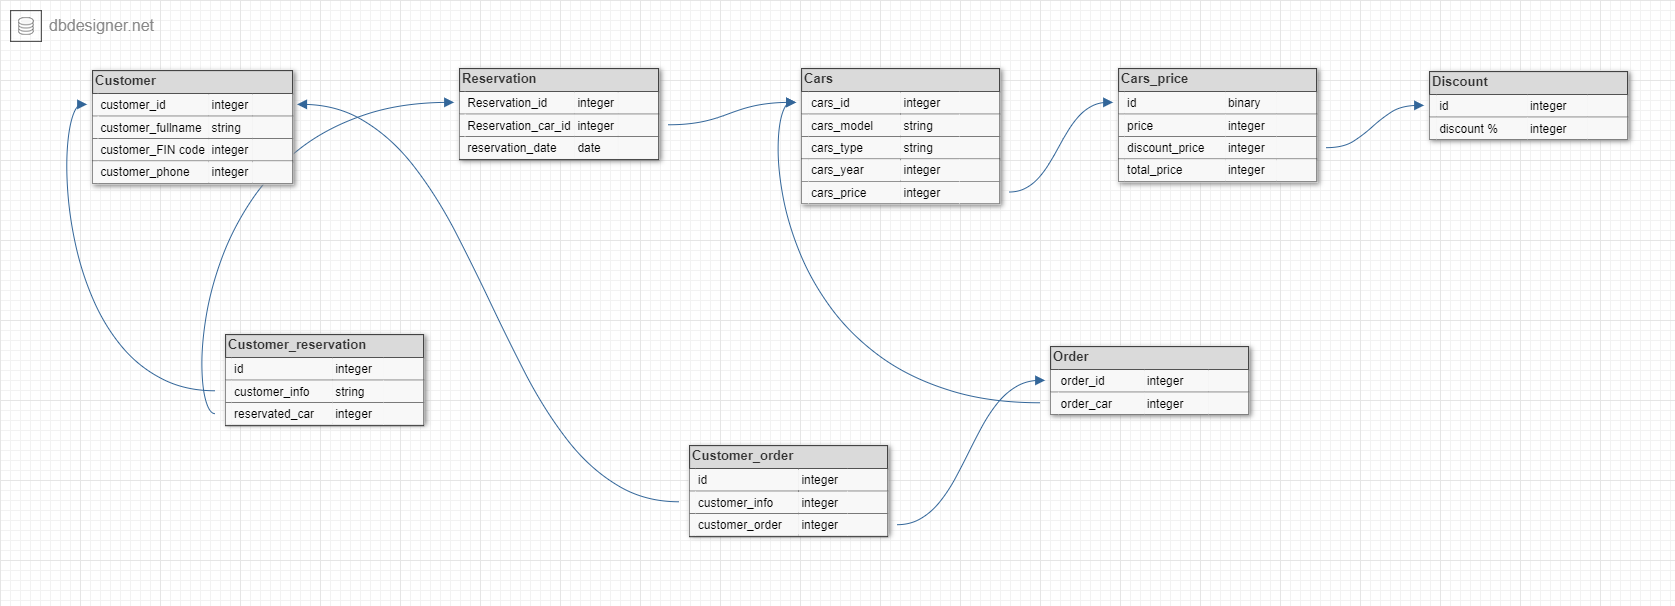 dbdesigner.net
Customer
customer_id integer
customer_fullname string
customer_FIN code integer
customer_phone integer
Reservation
Reservation_id integer
Reservation_car_id integer
reservation_date date
Cars
cars_id integer
cars_model string
cars_type string
cars_year integer
cars_price integer
Cars_price
id binary
price integer
discount_price integer
total_price integer
Discount
id integer
discount % integer
Customer_reservation
id integer
customer_info string
reservated_car integer
Order
order_id integer
order_car integer
Customer_order
id integer
customer_info integer
customer_order integer